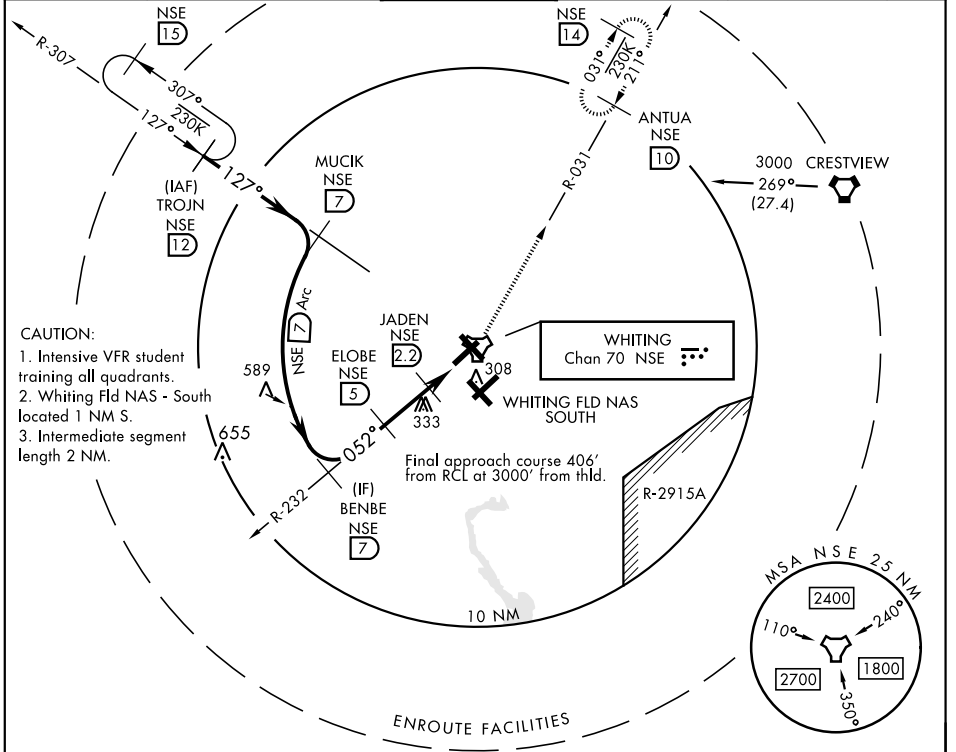 NSE
15
R-307
307°
230K
127°
127°
(IAF)
TROJN
NSE
12
MUCIK
NSE
7
NSE
14
031°
230K
211°
ANTUA
NSE
10
R-031
3000
CRESTVIEW
269°
(27.4)
CAUTION:
1. Intensive VFR student
training all quadrants.
2. Whiting Fld NAS - South
located 1 NM S.
3. Intermediate segment
length 2 NM.
NSE 7 Arc
589
655
JADEN
NSE
2.2
ELOBE
NSE
5
333
308
WHITING
Chan 70 NSE
WHITING FLD NAS
SOUTH
052°
Final approach course 406'
from RCL at 3000' from thld.
R-232
(IF)
BENBE
NSE
7
R-2915A
10 NM
ENROUTE FACILITIES
MSA NSE 25 NM
2400
110°
240°
2700
1800
350°